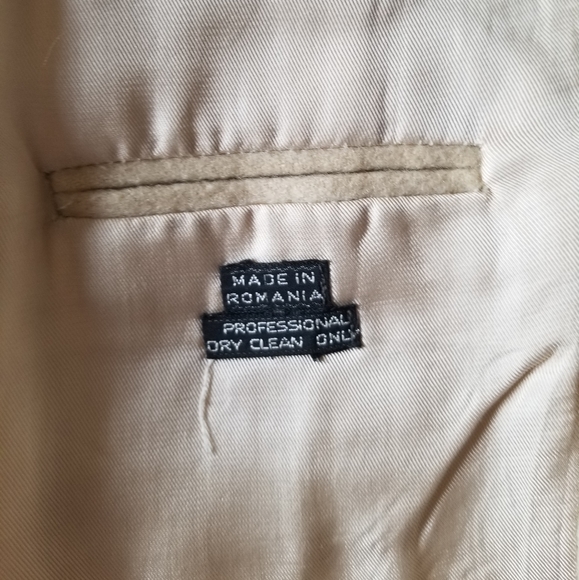 MADE IN
ROMANIA
PROFESSIONAL
DRY CLEAN ONLY